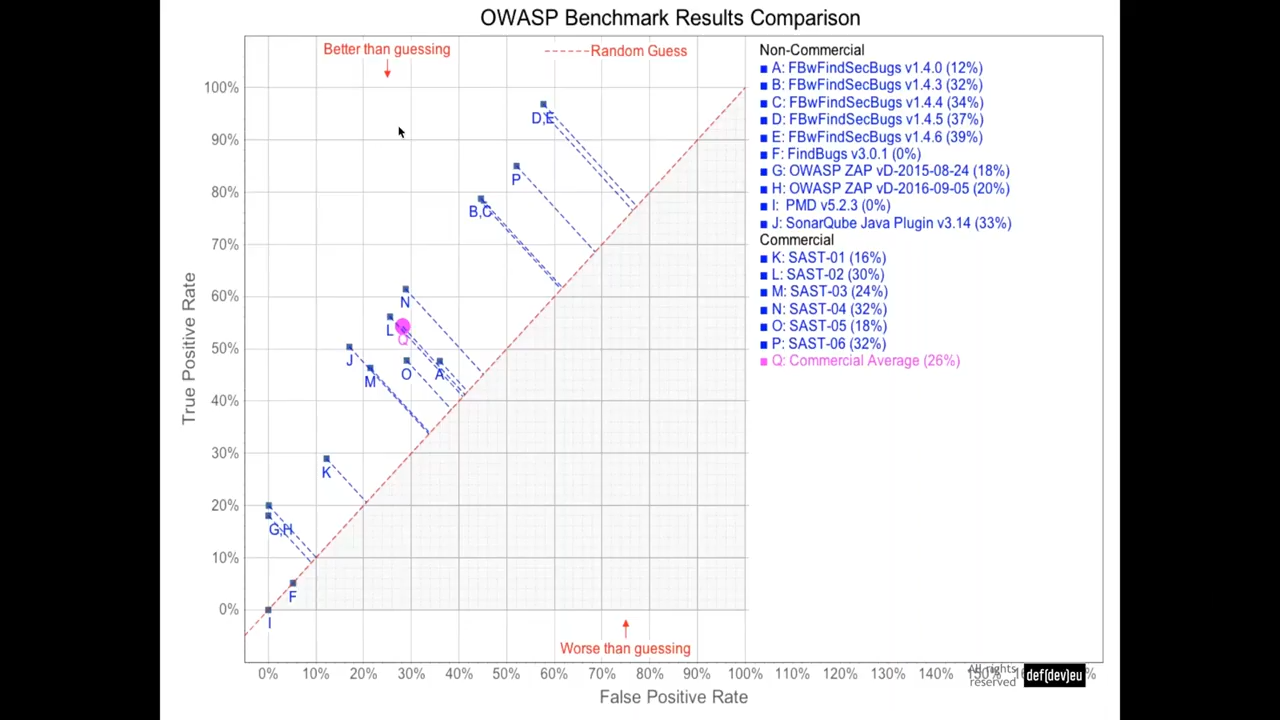 OWASP Benchmark Results Comparison
Better than guessing
Random Guess
Non-Commercial
A: FBwFindSecBugs v1.4.0 (12%)
B: FBwFindSecBugs v1.4.3 (32%)
C: FBwFindSecBugs v1.4.4 (34%)
D: FBwFindSecBugs v1.4.5 (37%)
E: FBwFindSecBugs v1.4.6 (39%)
F: FindBugs v3.0.1 (0%)
G: OWASP ZAP vD-2015-08-24 (18%)
H: OWASP ZAP vD-2016-09-05 (20%)
I: PMD v5.2.3 (0%)
J: SonarQube Java Plugin v3.14 (33%)
Commercial
K: SAST-01 (16%)
L: SAST-02 (30%)
M: SAST-03 (24%)
N: SAST-04 (32%)
O: SAST-05 (18%)
P: SAST-06 (32%)
Q: Commercial Average (26%)
True Positive Rate
100%
90%
80%
70%
60%
50%
40%
30%
20%
10%
0%
D,E
P
B,C
N
L
Q
J
M
O
A
K
G,H
F
I
Worse than guessing
0% 10% 20% 30% 40% 50% 60% 70% 80% 90% 100% 110% 120% 130% 140% 150%
False Positive Rate
All rights
reserved
def[dev]eu